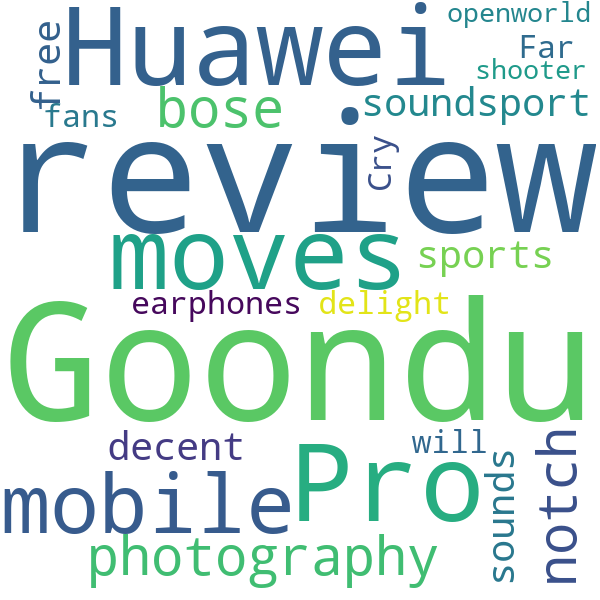 openworld
Huawei
free
Far
shooter
fans
bose
soundsport
review
Cry
moves
sports
earphones
delight
Goondu
decent
will
Pro
mobile
sounds
notch
photography